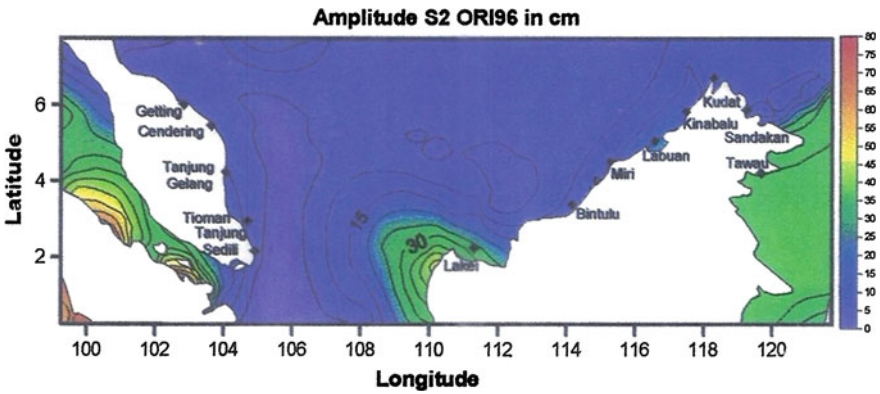 Amplitude S2 ORI96 in cm
80
75
70
65
60
55
50
45
40
35
30
25
20
15
10
5
0
Latitude
6
4
2
Getting
Cendering
Tanjung
Gelang
Tioman
Tanjung
Sedili
15
30
Lakei
Bintulu
Miri
Labuan
Kinabalu
Kudat
Sandakan
Tawau
100 102 104 106 108 110 112 114 116 118 120
Longitude